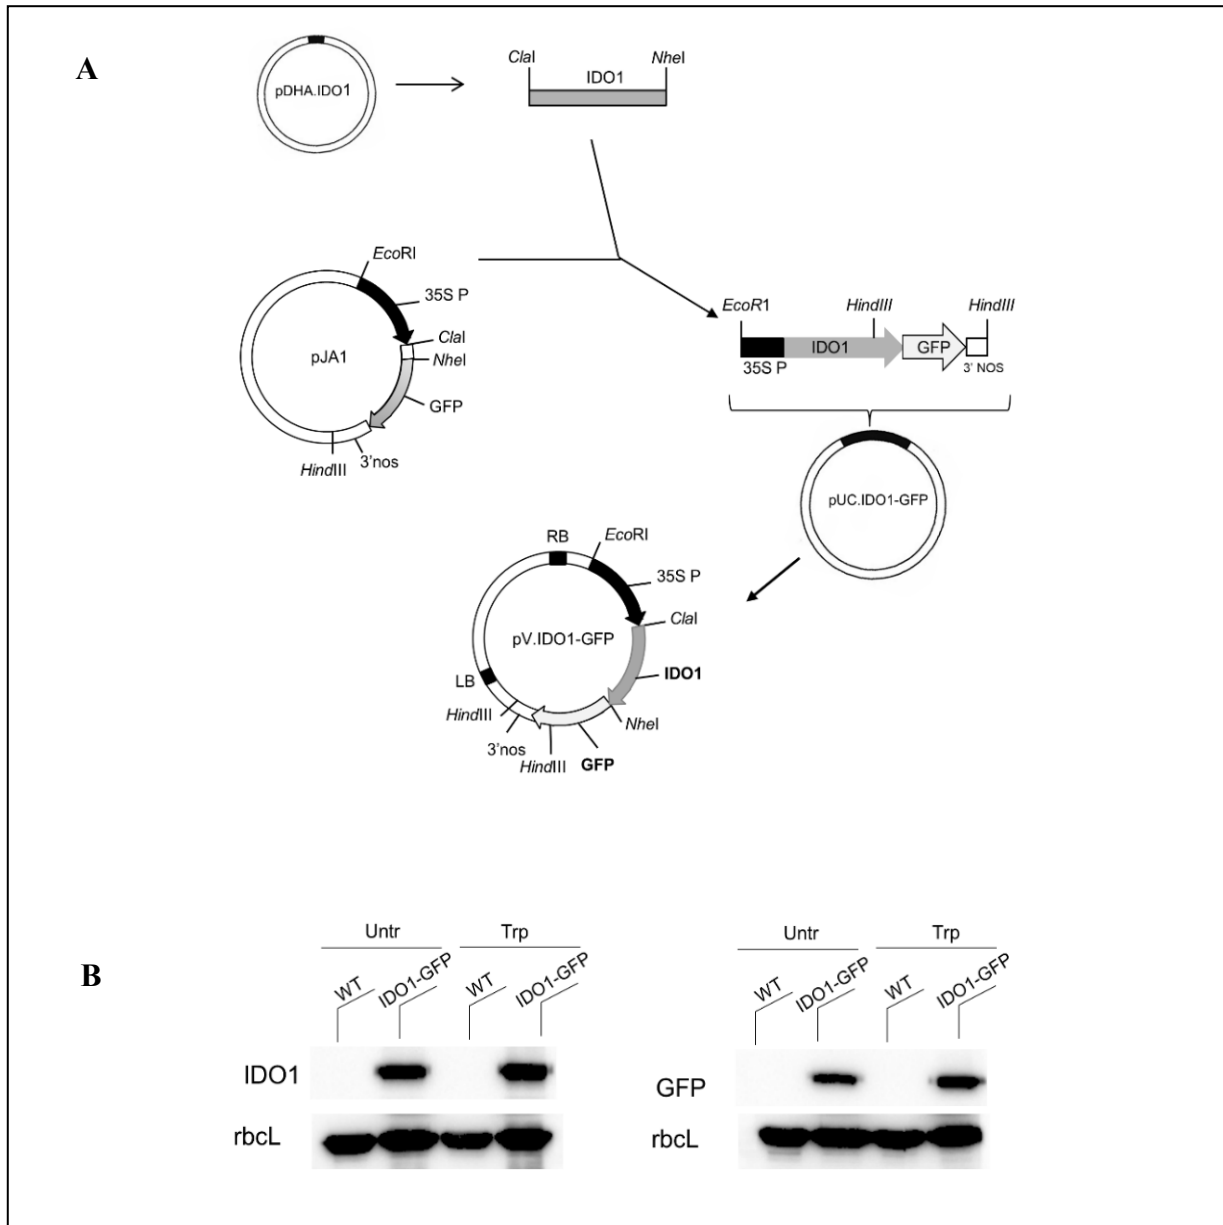 A
pDHA.IDO1
ClaI
NheI
IDO1
EcoRI
35S P
ClaI
NheI
pJA1
GFP
3'nos
HindIII
EcoR1
HindIII
HindIII
IDO1
GFP
35S P
3' NOS
pUC.IDO1-GFP
RB
EcoRI
35S P
ClaI
pV.IDO1-GFP
IDO1
LB
NheI
HindIII
3'nos
HindIII
GFP
B
Untr
Trp
WT
IDO1-GFP
WT
IDO1-GFP
IDO1
rbcL
Untr
Trp
WT
IDO1-GFP
WT
IDO1-GFP
GFP
rbcL